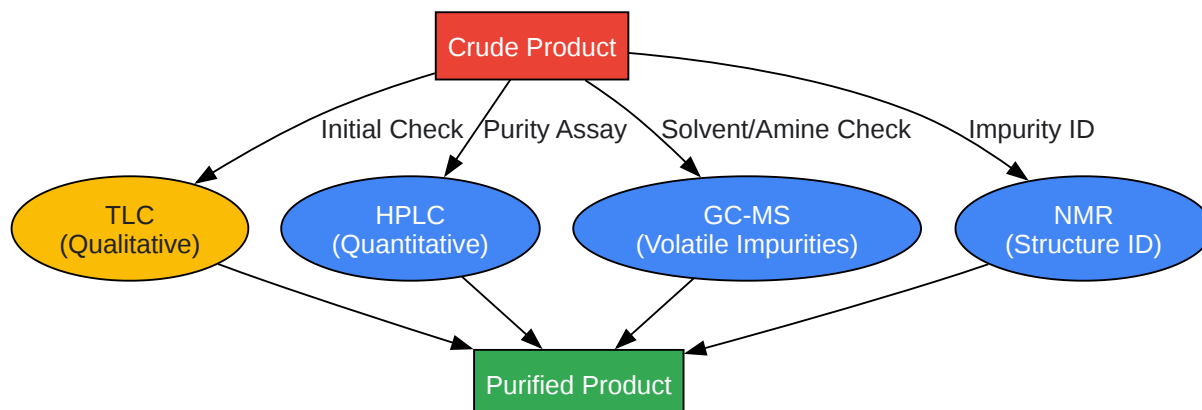 Crude Product
Initial Check
Purity Assay
Solvent/Amine Check
Impurity ID
TLC
(Qualitative)
HPLC
(Quantitative)
GC-MS
(Volatile Impurities)
NMR
(Structure ID)
Purified Product